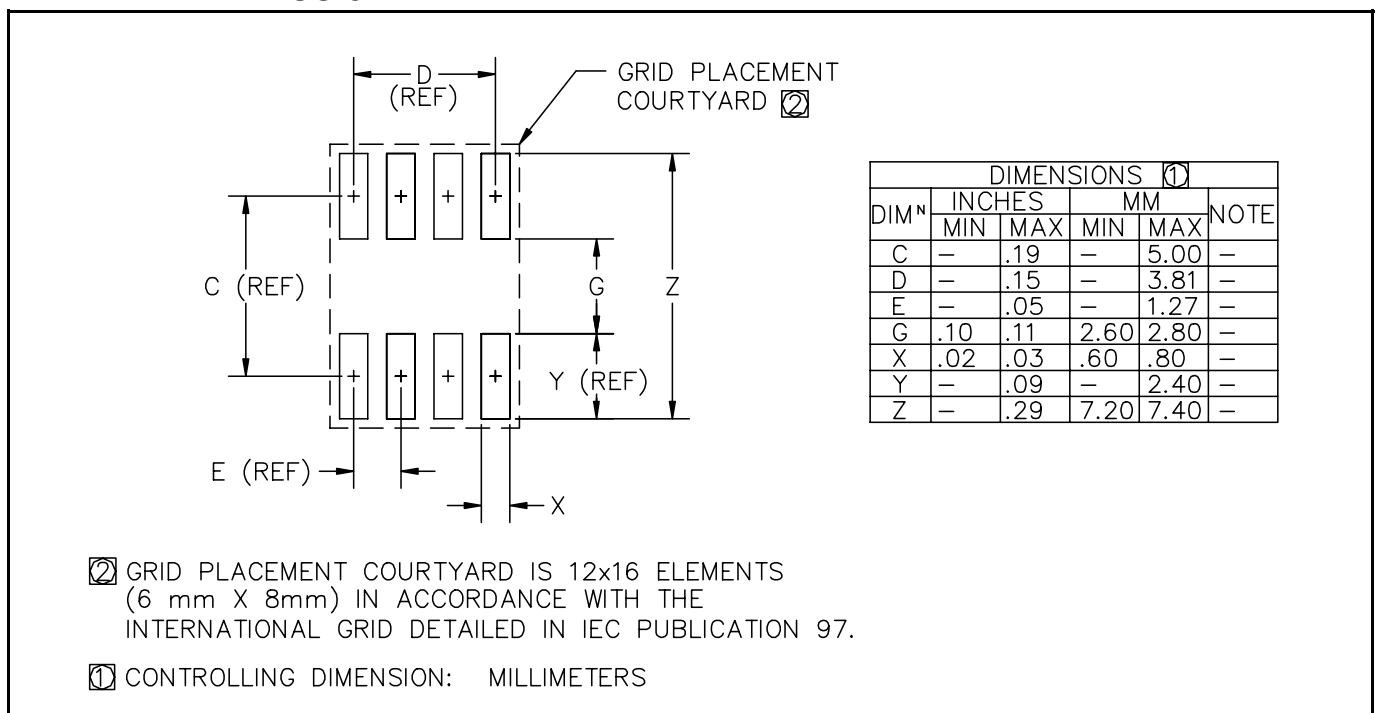 D
(REF)
GRID PLACEMENT
COURTYARD ②
C (REF)
G
Z
Y (REF)
E (REF)
X
DIMENSIONS ①
DIMᴺ INCHES MM NOTE
MIN MAX MIN MAX
C – .19 – 5.00 –
D – .15 – 3.81 –
E – .05 – 1.27 –
G .10 .11 2.60 2.80 –
X .02 .03 .60 .80 –
Y – .09 – 2.40 –
Z – .29 7.20 7.40 –
② GRID PLACEMENT COURTYARD IS 12x16 ELEMENTS
(6 mm X 8mm) IN ACCORDANCE WITH THE
INTERNATIONAL GRID DETAILED IN IEC PUBLICATION 97.
① CONTROLLING DIMENSION: MILLIMETERS